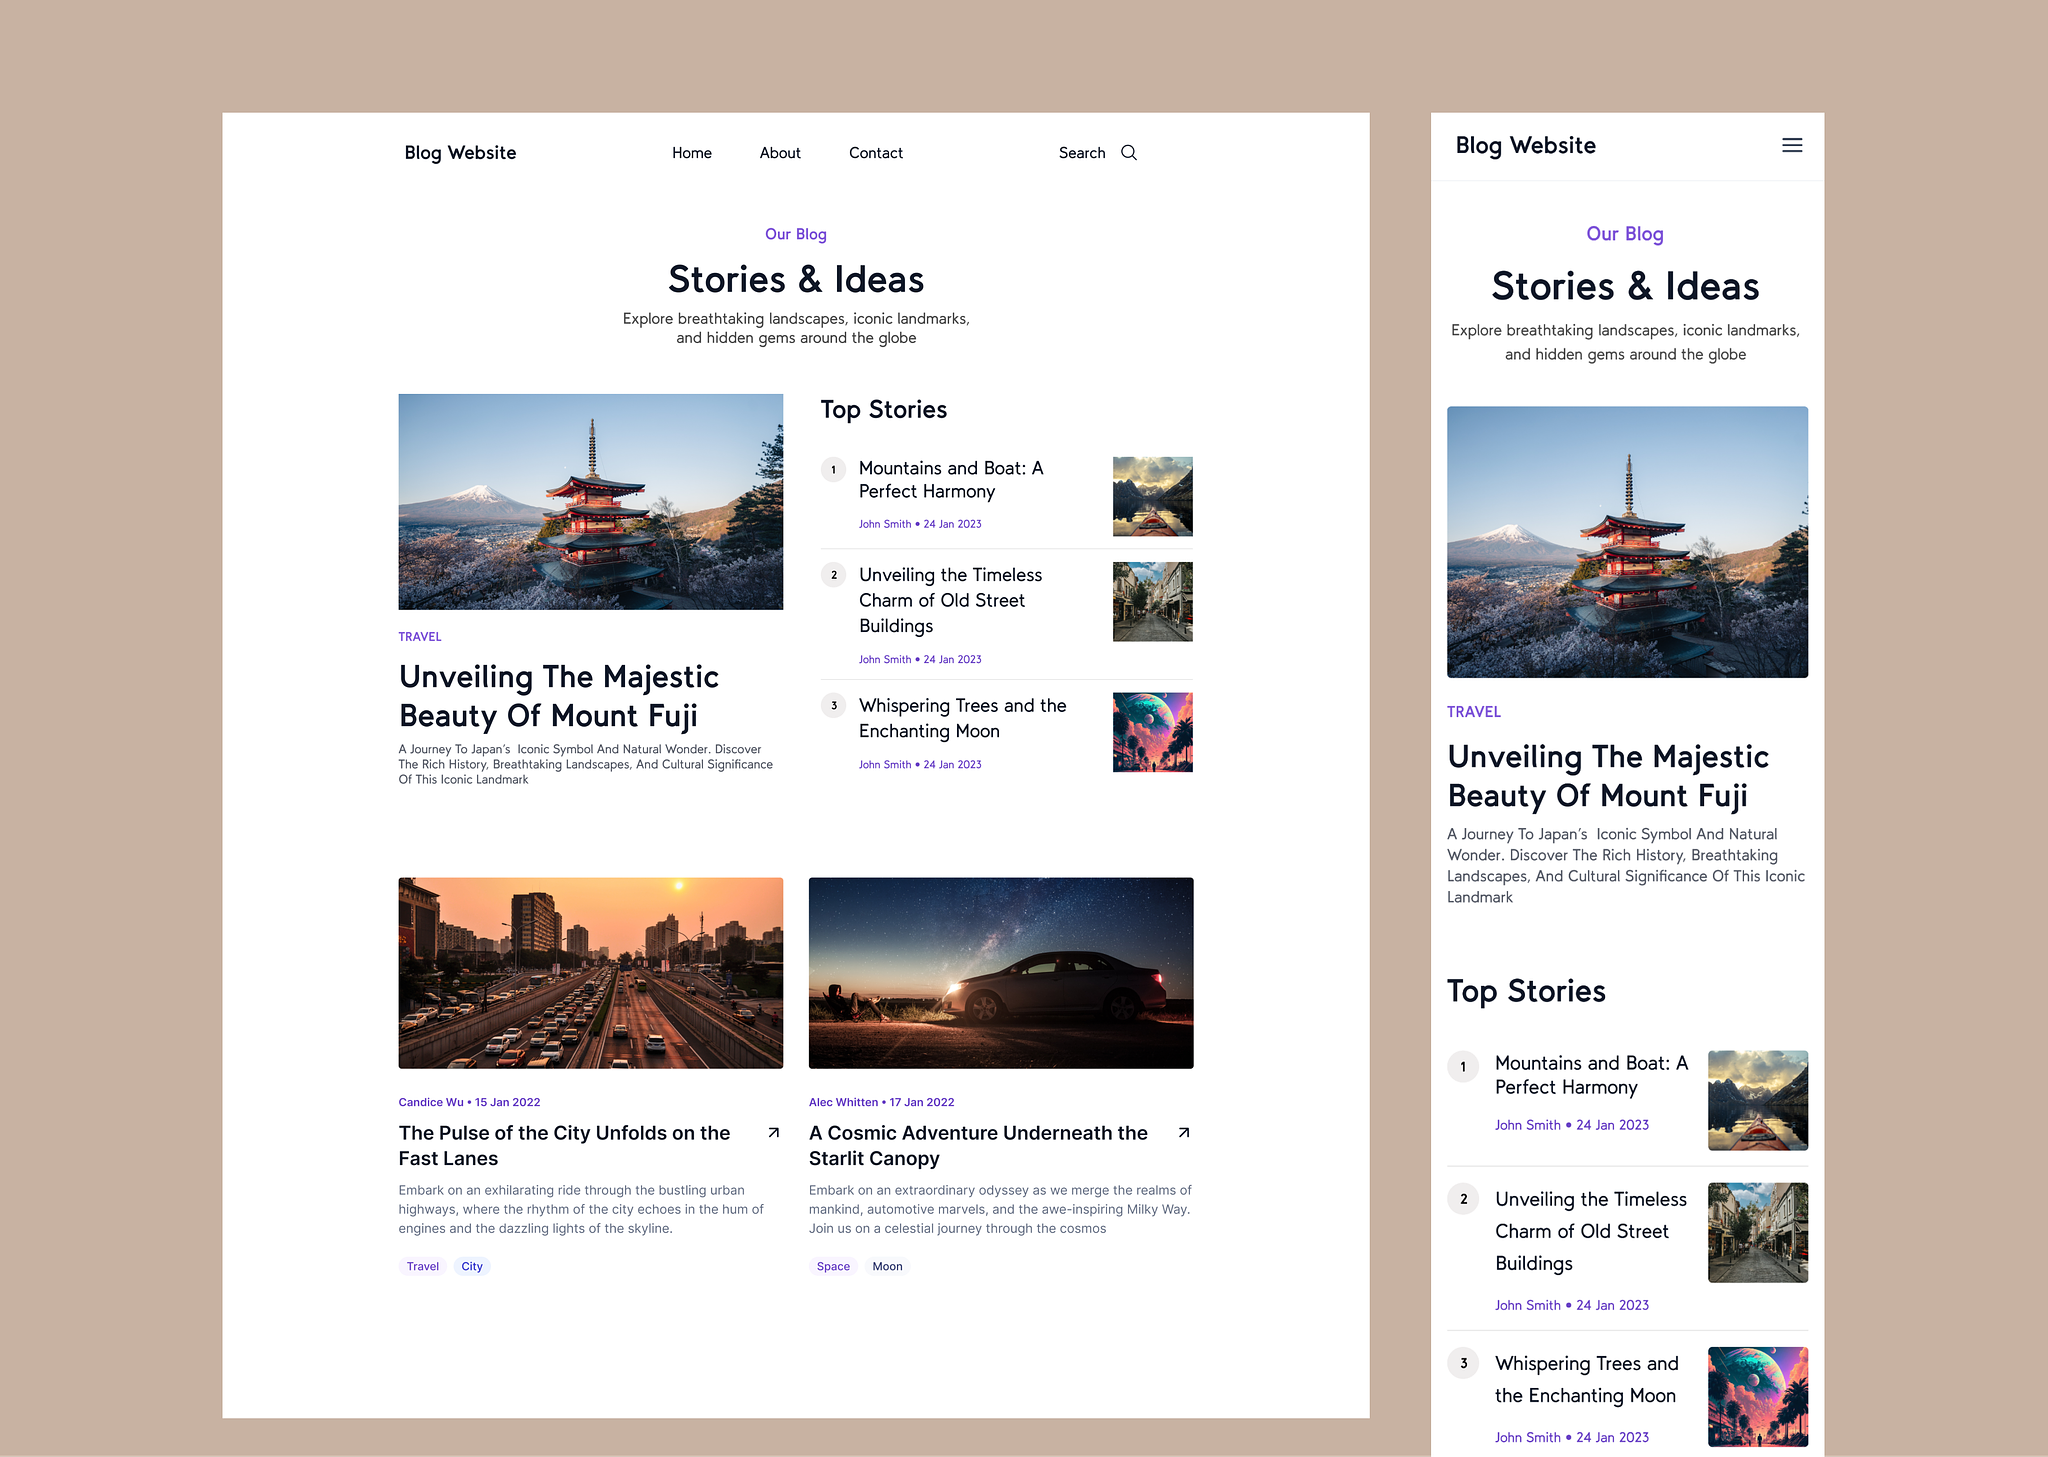 Blog Website
Home
About
Contact
Search
Our Blog
Stories & Ideas
Explore breathtaking landscapes, iconic landmarks,
and hidden gems around the globe
TRAVEL
Unveiling The Majestic
Beauty Of Mount Fuji
A Journey To Japan’s  Iconic Symbol And Natural Wonder. Discover
The Rich History, Breathtaking Landscapes, And Cultural Significance
Of This Iconic Landmark
Top Stories
1
Mountains and Boat: A
Perfect Harmony
John Smith • 24 Jan 2023
2
Unveiling the Timeless
Charm of Old Street
Buildings
John Smith • 24 Jan 2023
3
Whispering Trees and the
Enchanting Moon
John Smith • 24 Jan 2023
Candice Wu • 15 Jan 2022
The Pulse of the City Unfolds on the
Fast Lanes
Embark on an exhilarating ride through the bustling urban
highways, where the rhythm of the city echoes in the hum of
engines and the dazzling lights of the skyline.
Travel
City
Alec Whitten • 17 Jan 2022
A Cosmic Adventure Underneath the
Starlit Canopy
Embark on an extraordinary odyssey as we merge the realms of
mankind, automotive marvels, and the awe-inspiring Milky Way.
Join us on a celestial journey through the cosmos
Space
Moon
Blog Website
Our Blog
Stories & Ideas
Explore breathtaking landscapes, iconic landmarks,
and hidden gems around the globe
TRAVEL
Unveiling The Majestic
Beauty Of Mount Fuji
A Journey To Japan’s  Iconic Symbol And Natural
Wonder. Discover The Rich History, Breathtaking
Landscapes, And Cultural Significance Of This Iconic
Landmark
Top Stories
1
Mountains and Boat: A
Perfect Harmony
John Smith • 24 Jan 2023
2
Unveiling the Timeless
Charm of Old Street
Buildings
John Smith • 24 Jan 2023
3
Whispering Trees and
the Enchanting Moon
John Smith • 24 Jan 2023